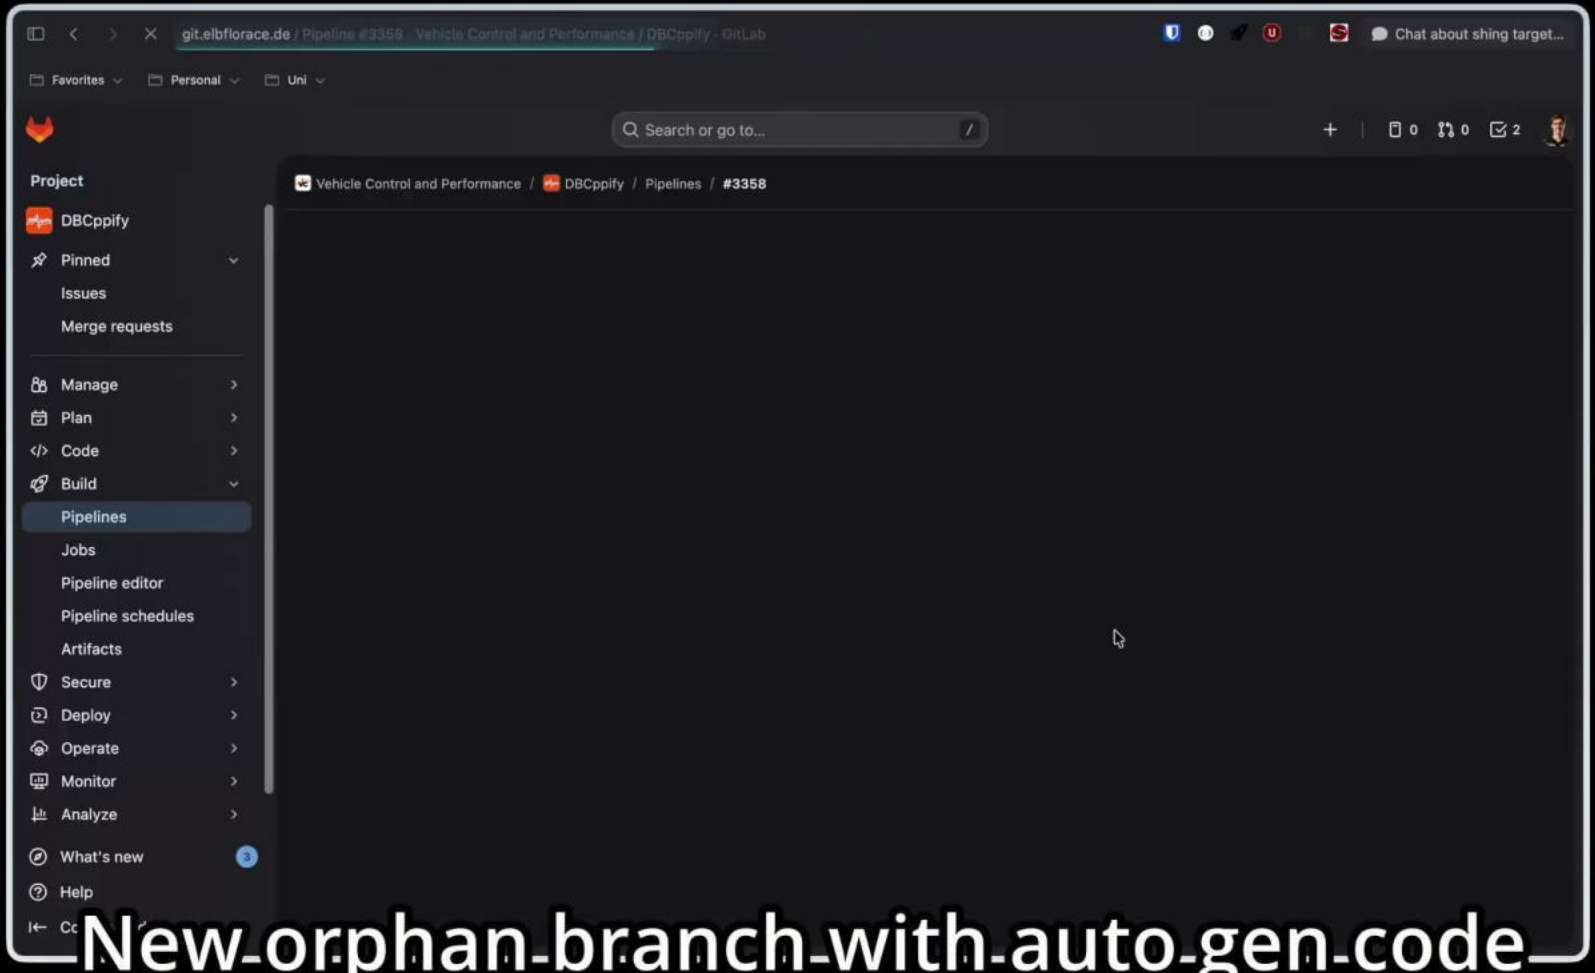 git.elbflorace.de / Pipeline #3358 · Vehicle Control and Performance / DBCppify · GitLab
Chat about shing target...
Favorites
Personal
Uni
Search or go to...
/
0
0
2
Project
Vehicle Control and Performance / DBCppify / Pipelines / #3358
DBCppify
Pinned
Issues
Merge requests
Manage
Plan
Code
Build
Pipelines
Jobs
Pipeline editor
Pipeline schedules
Artifacts
Secure
Deploy
Operate
Monitor
Analyze
What's new
3
Help
New orphan branch with auto gen code